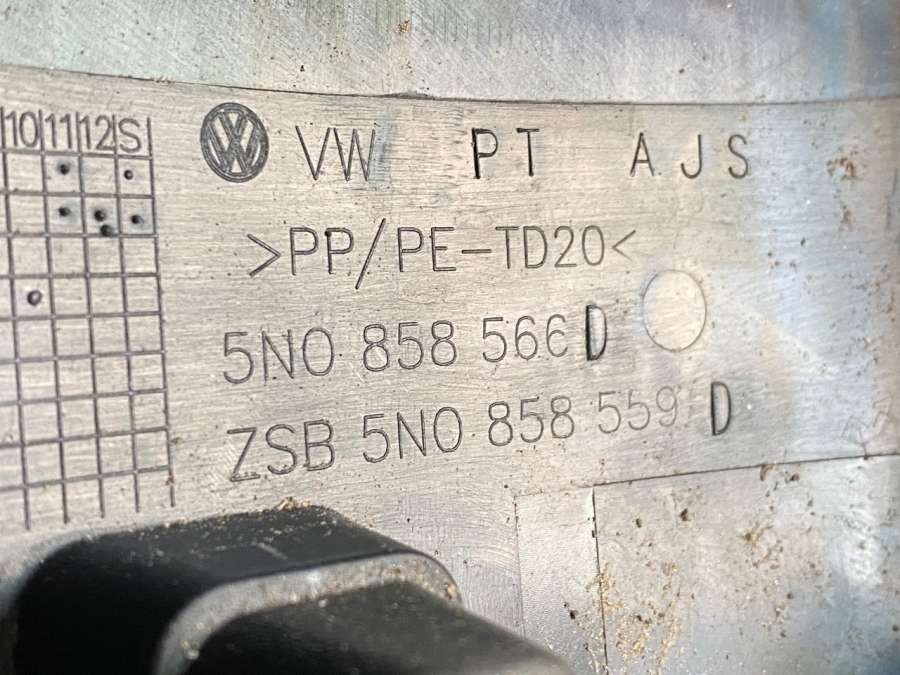 10 11 12 S
VW PT AJS
>PP/PE-TD20<
5N0 858 566 D
ZSB 5N0 858 559 D